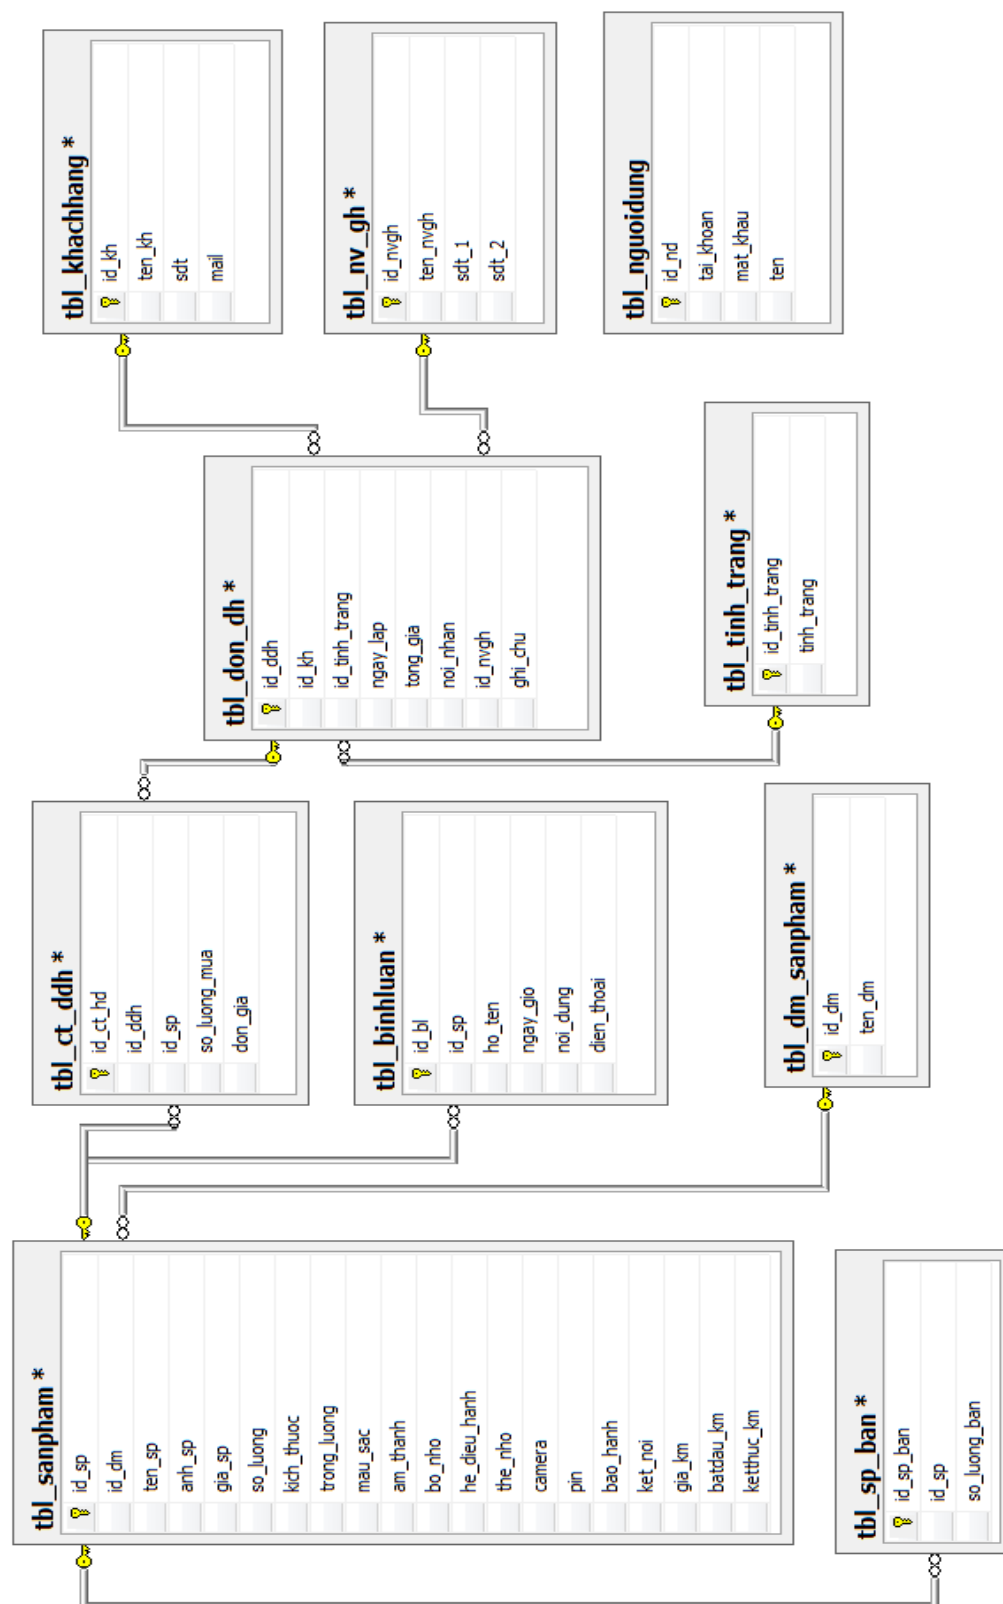 tbl_sanpham *
id_sp
id_dm
ten_sp
anh_sp
gia_sp
so_luong
kich_thuoc
trong_luong
mau_sac
am_thanh
bo_nho
he_dieu_hanh
the_nho
camera
pin
bao_hanh
ket_noi
gia_km
batdau_km
ketthuc_km
tbl_sp_ban *
id_sp_ban
id_sp
so_luong_ban
tbl_ct_ddh *
id_ct_hd
id_ddh
id_sp
so_luong_mua
don_gia
tbl_binhluan *
id_bl
id_sp
ho_ten
ngay_gio
noi_dung
dien_thoai
tbl_dm_sanpham *
id_dm
ten_dm
tbl_don_dh *
id_ddh
id_kh
id_tinh_trang
ngay_lap
tong_gia
noi_nhan
id_nvgh
ghi_chu
tbl_tinh_trang *
id_tinh_trang
tinh_trang
tbl_khachhang *
id_kh
ten_kh
sdt
mail
tbl_nv_gh *
id_nvgh
ten_nvgh
sdt_1
sdt_2
tbl_nguoidung
id_nd
tai_khoan
mat_khau
ten